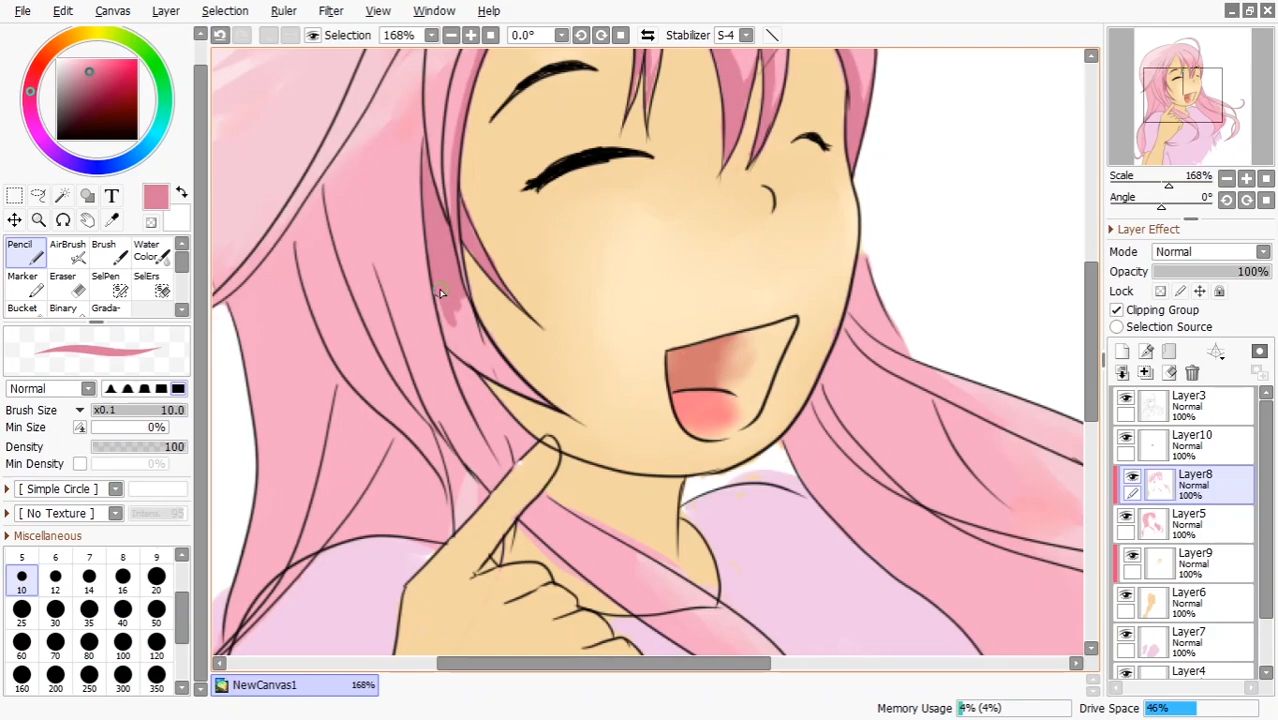 File Edit Canvas Layer Selection Ruler Filter View Window Help
Selection 168% 0.0° Stabilizer S-4
T
Pencil AirBrush Brush Water Color
Marker Eraser SelPen SelErs
Bucket Binary Grada-
Normal
Brush Size x0.1 10.0
Min Size 0%
Density 100
Min Density 0%
[ Simple Circle ]
[ No Texture ] Intens. 95
Miscellaneous
5 6 7 8 9
10 12 14 16 20
25 30 35 40 50
60 70 80 100 120
160 200 250 300 350
NewCanvas1 168%
Memory Usage 4% (4%) Drive Space 46%
Scale 168%
Angle 0°
Layer Effect
Mode Normal
Opacity 100%
Lock
Clipping Group
Selection Source
Layer3
Normal
100%
Layer10
Normal
100%
Layer8
Normal
100%
Layer5
Normal
100%
Layer9
Normal
100%
Layer6
Normal
100%
Layer7
Normal
100%
Layer4
Normal